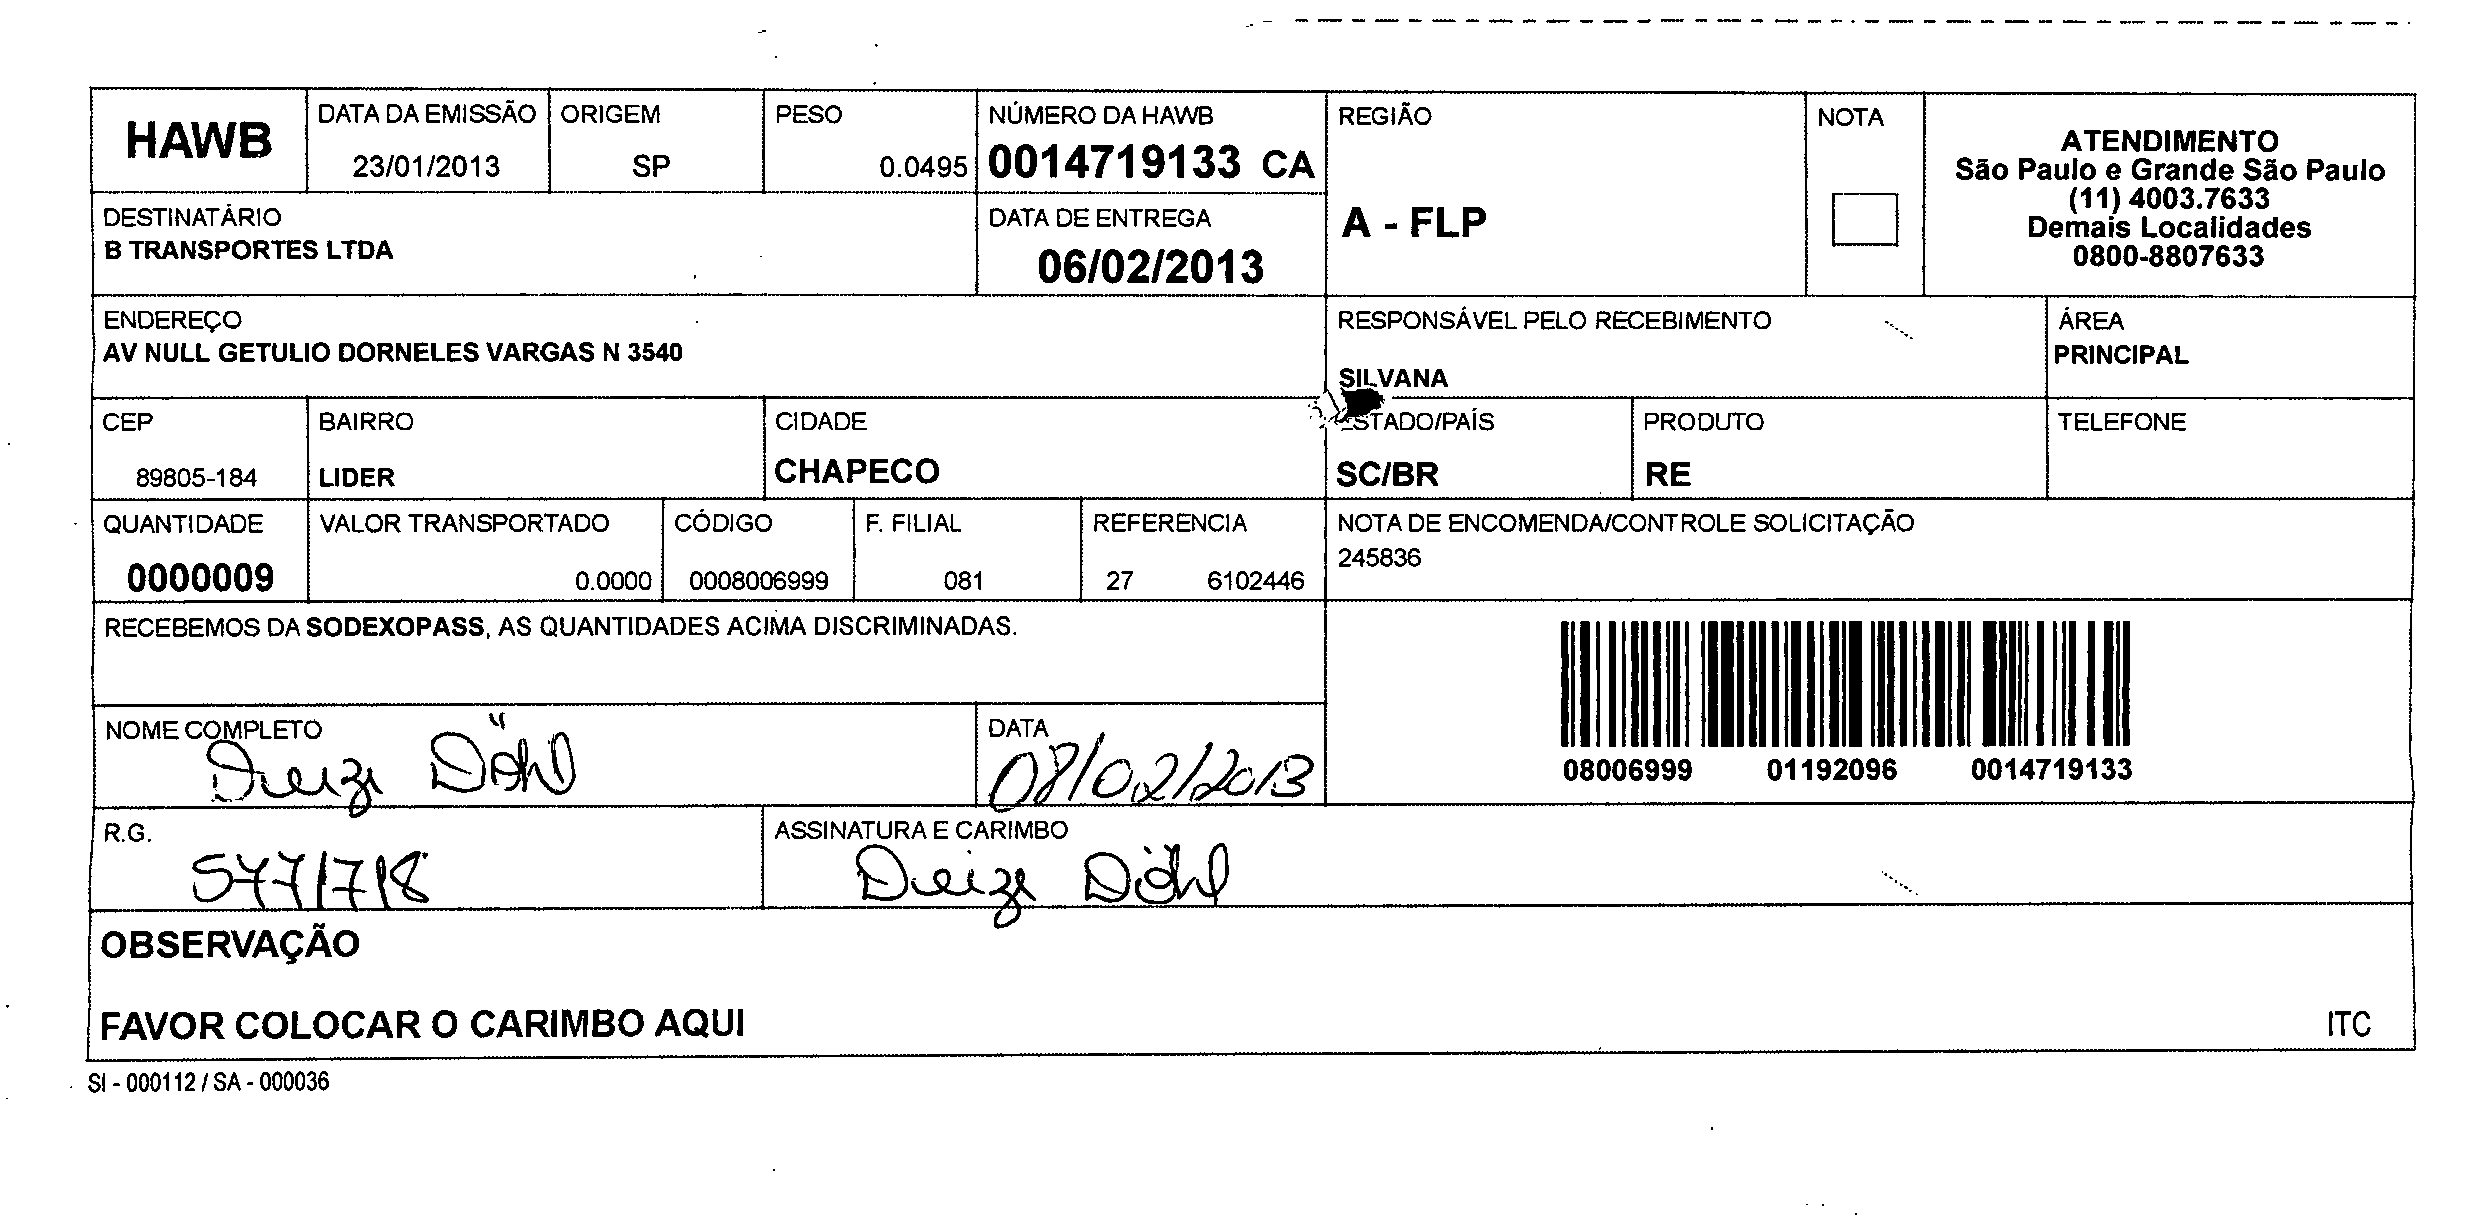 HAWB
DATA DA EMISSÃO
23/01/2013
ORIGEM
SP
PESO
0.0495
NÚMERO DA HAWB
0014719133 CA
REGIÃO
A - FLP
NOTA
ATENDIMENTO
São Paulo e Grande São Paulo
(11) 4003.7633
Demais Localidades
0800-8807633
DESTINATÁRIO
B TRANSPORTES LTDA
DATA DE ENTREGA
06/02/2013
ENDEREÇO
AV NULL GETULIO DORNELES VARGAS N 3540
RESPONSÁVEL PELO RECEBIMENTO
SILVANA
ÁREA
PRINCIPAL
CEP
89805-184
BAIRRO
LIDER
CIDADE
CHAPECO
ESTADO/PAÍS
SC/BR
PRODUTO
RE
TELEFONE
QUANTIDADE
0000009
VALOR TRANSPORTADO
0.0000
CÓDIGO
0008006999
F. FILIAL
081
REFERENCIA
27 6102446
NOTA DE ENCOMENDA/CONTROLE SOLICITAÇÃO
245836
RECEBEMOS DA SODEXOPASS, AS QUANTIDADES ACIMA DISCRIMINADAS.
08006999 01192096 0014719133
NOME COMPLETO
Deizi Döhl
DATA
08/02/2013
R.G.
5771718
ASSINATURA E CARIMBO
Deizi Döhl
OBSERVAÇÃO
FAVOR COLOCAR O CARIMBO AQUI
ITC
SI - 000112 / SA - 000036